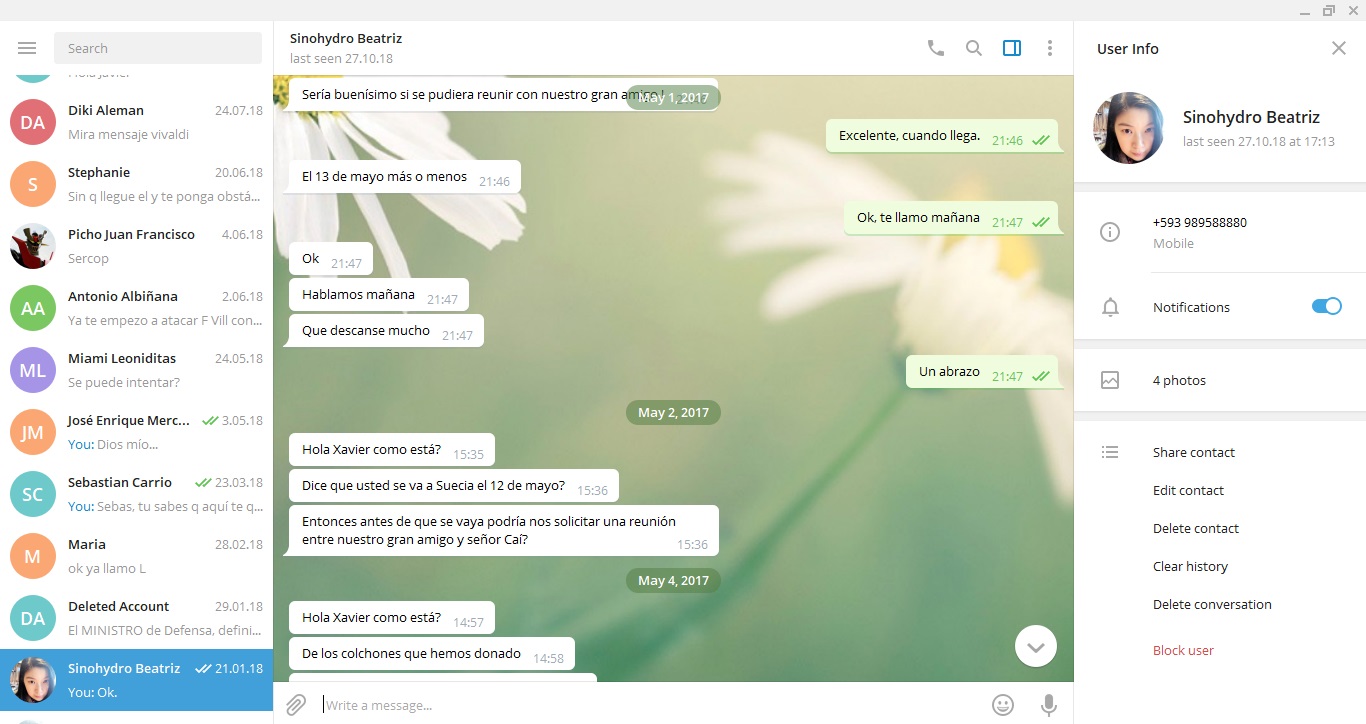 Search
Hola Javier
Diki Aleman 24.07.18
Mira mensaje vivaldi
Stephanie 20.06.18
Sin q llegue el y te ponga obstá...
Picho Juan Francisco 4.06.18
Sercop
Antonio Albiñana 2.06.18
Ya te empezo a atacar F Vill con...
Miami Leoniditas 24.05.18
Se puede intentar?
José Enrique Merc... 3.05.18
You: Dios mío...
Sebastian Carrio 23.03.18
You: Sebas, tu sabes q aquí te q...
Maria 28.02.18
ok ya llamo L
Deleted Account 29.01.18
El MINISTRO de Defensa, defini...
Sinohydro Beatriz 21.01.18
You: Ok.
DA
S
AA
ML
JM
SC
M
DA
Sinohydro Beatriz
last seen 27.10.18
Sería buenísimo si se pudiera reunir con nuestro gran amigo !
May 1, 2017
Excelente, cuando llega. 21:46
El 13 de mayo más o menos 21:46
Ok, te llamo mañana 21:47
Ok 21:47
Hablamos mañana 21:47
Que descanse mucho 21:47
Un abrazo 21:47
May 2, 2017
Hola Xavier como está? 15:35
Dice que usted se va a Suecia el 12 de mayo? 15:36
Entonces antes de que se vaya podría nos solicitar una reunión
entre nuestro gran amigo y señor Caí? 15:36
May 4, 2017
Hola Xavier como está? 14:57
De los colchones que hemos donado 14:58
Write a message...
User Info
Sinohydro Beatriz
last seen 27.10.18 at 17:13
+593 989588880
Mobile
Notifications
4 photos
Share contact
Edit contact
Delete contact
Clear history
Delete conversation
Block user